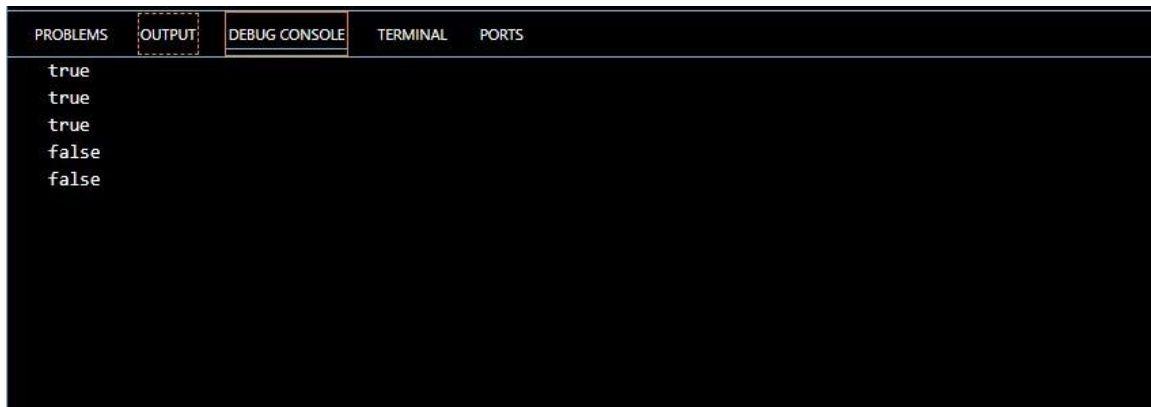 PROBLEMS OUTPUT DEBUG CONSOLE TERMINAL PORTS
true
true
true
false
false